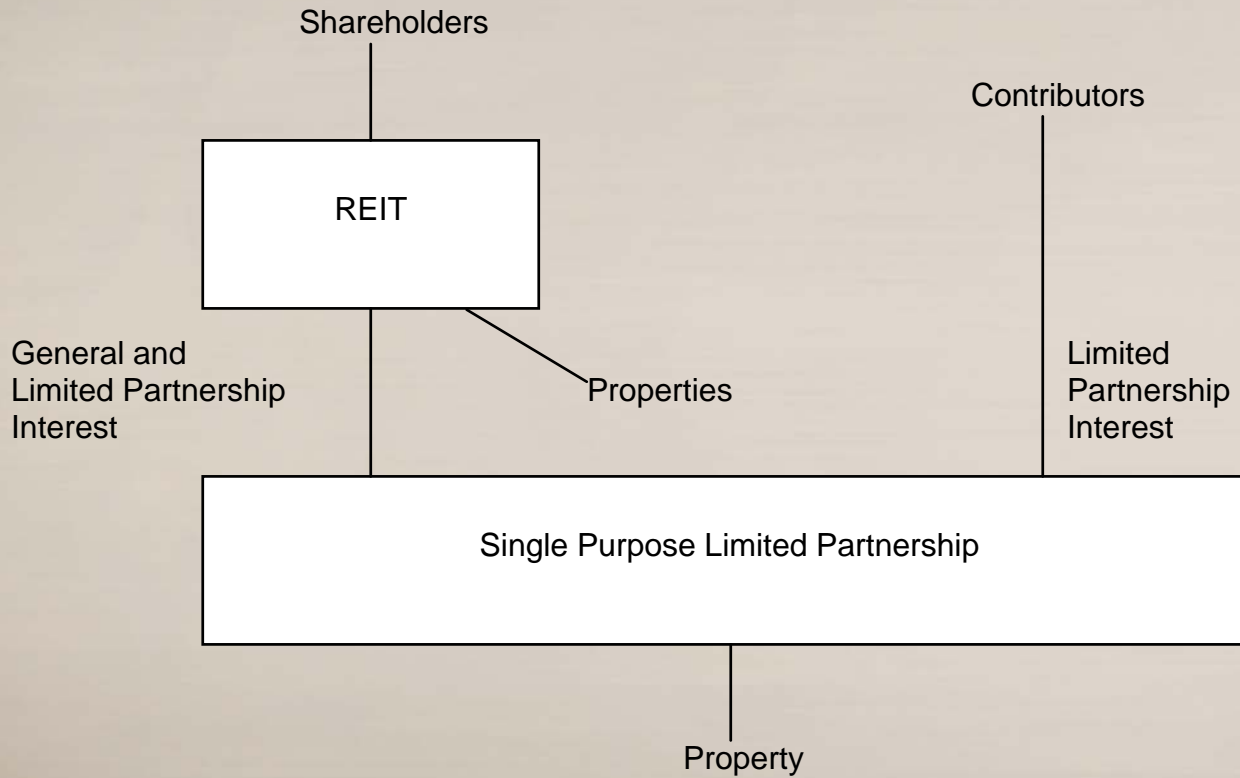 Shareholders
Contributors
REIT
General and
Limited Partnership
Interest
Properties
Limited
Partnership
Interest
Single Purpose Limited Partnership
Property